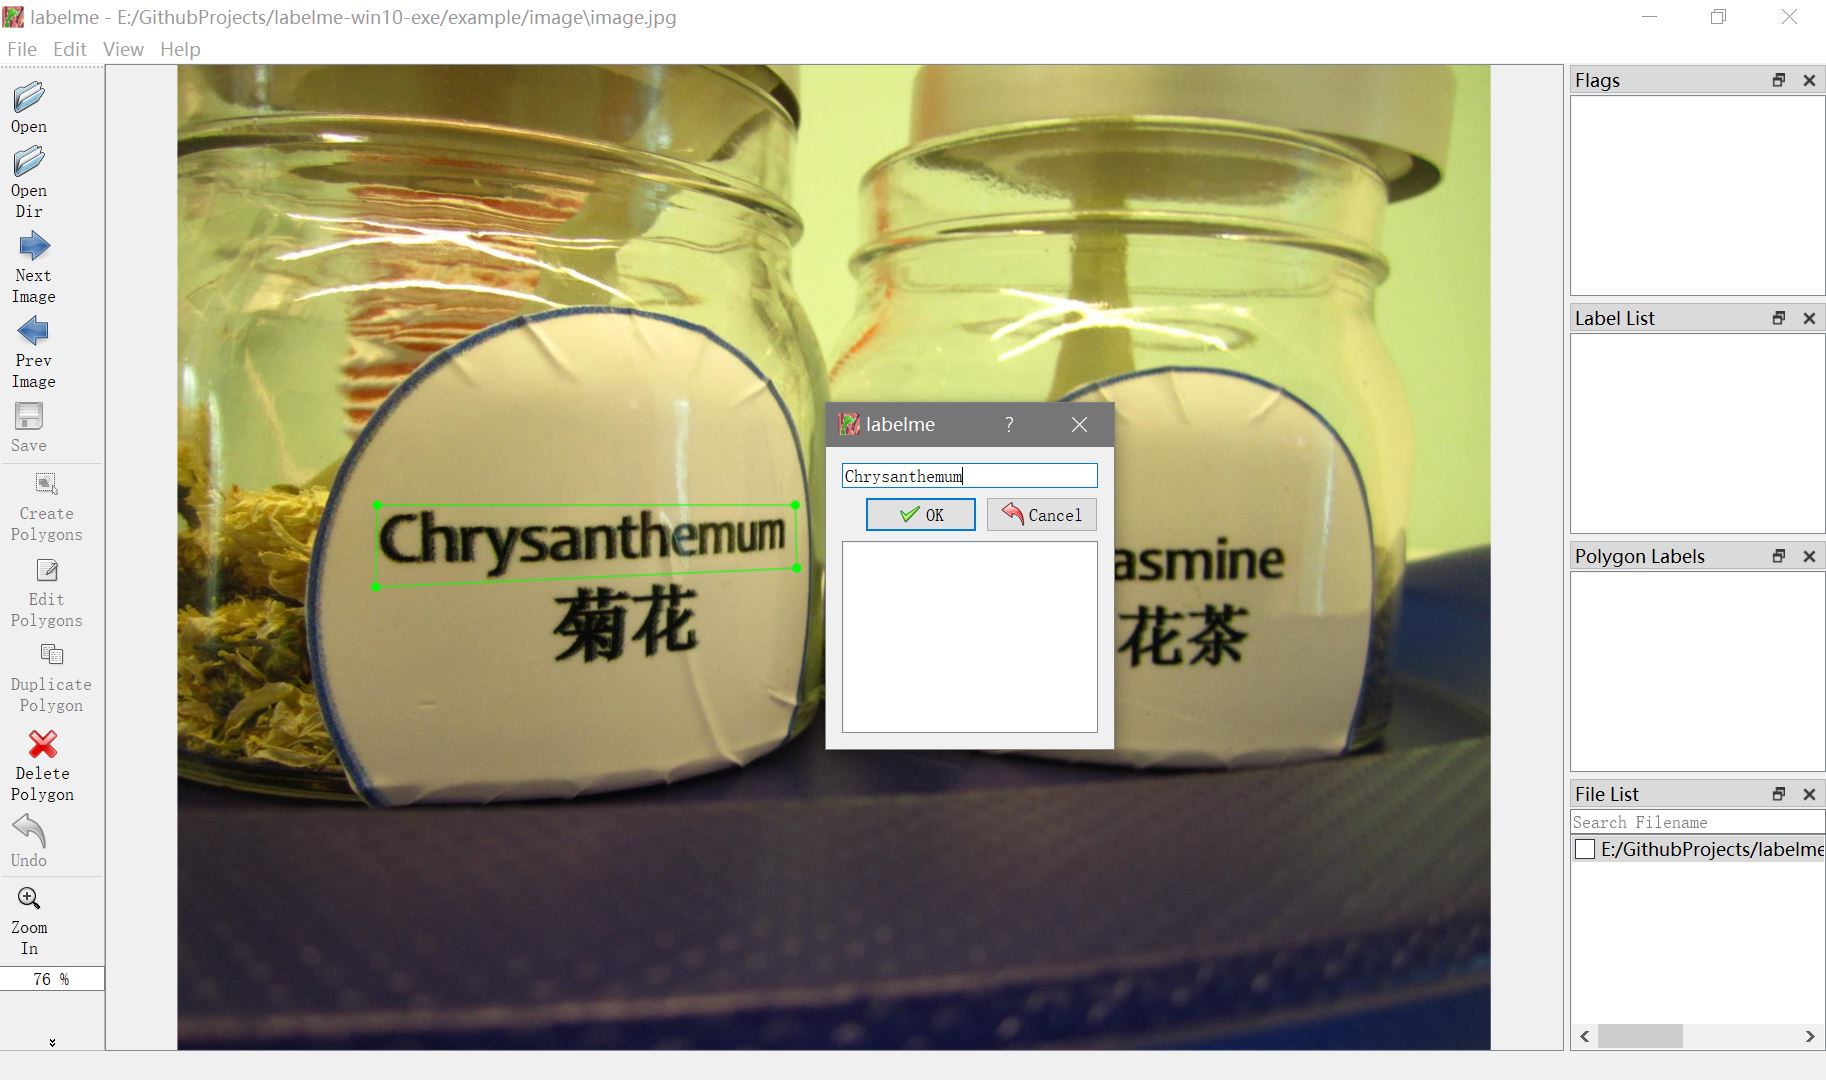 labelme - E:/GithubProjects/labelme-win10-exe/example/image\image.jpg
File Edit View Help
Open
Open
Dir
Next
Image
Prev
Image
Save
Create
Polygons
Edit
Polygons
Duplicate
Polygon
Delete
Polygon
Undo
Zoom
In
76 %
Chrysanthemum
菊花
asmine
花茶
labelme ?
Chrysanthemum
OK Cancel
Flags
Label List
Polygon Labels
File List
Search Filename
E:/GithubProjects/labelme